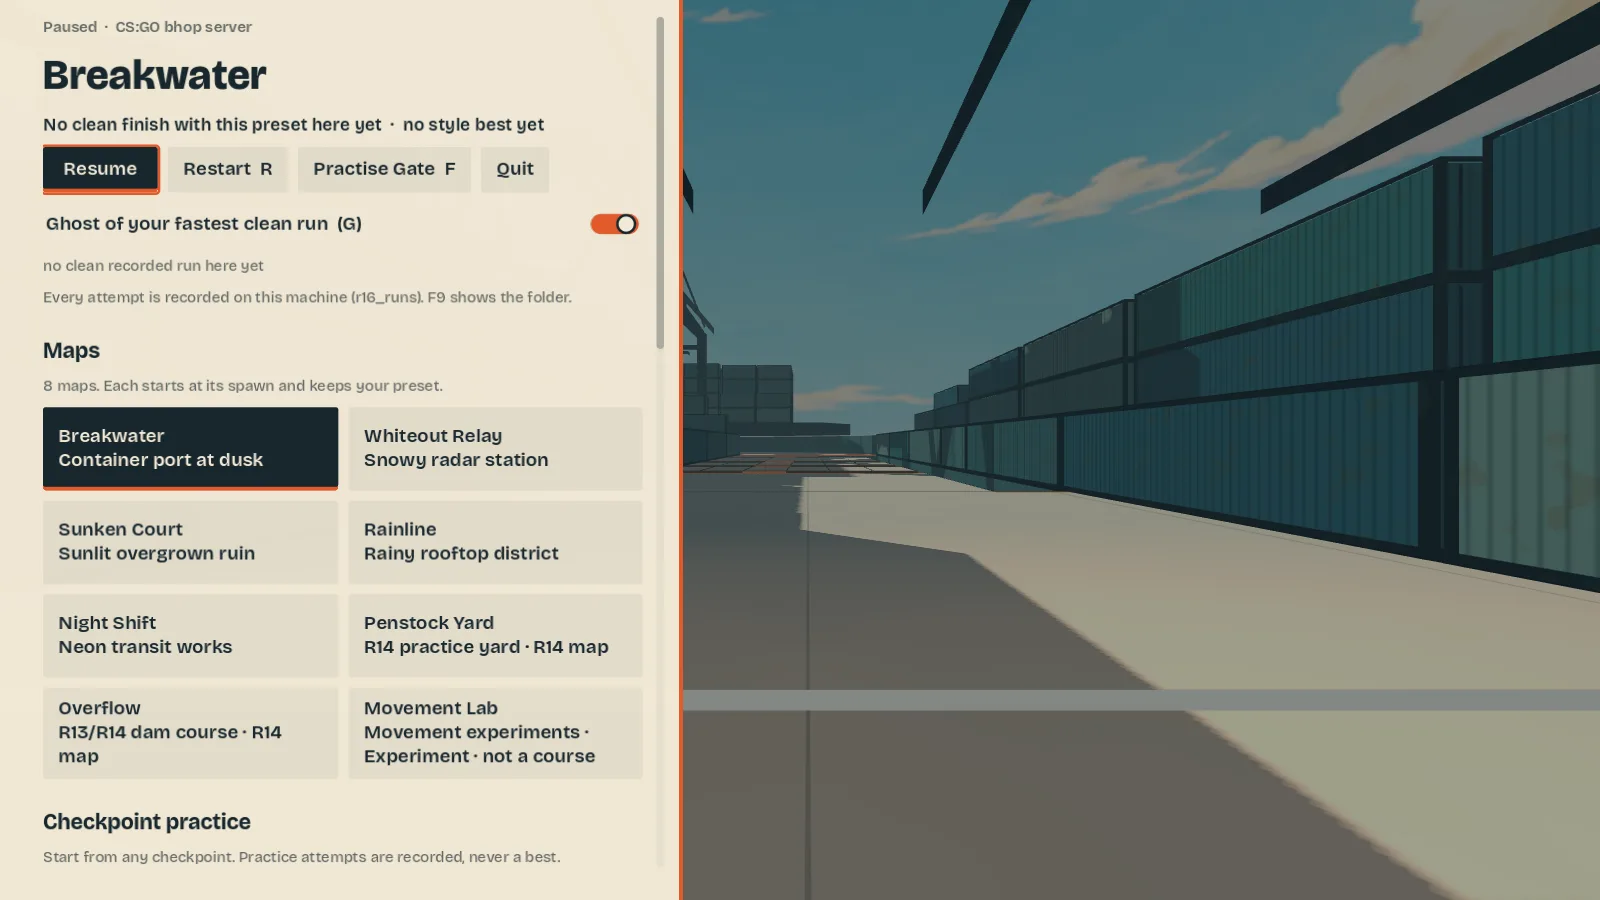 Paused · CS:GO bhop server
Breakwater
No clean finish with this preset here yet · no style best yet
Resume
Restart R
Practise Gate F
Quit
Ghost of your fastest clean run (G)
no clean recorded run here yet
Every attempt is recorded on this machine (r16_runs). F9 shows the folder.
Maps
8 maps. Each starts at its spawn and keeps your preset.
Breakwater
Container port at dusk
Whiteout Relay
Snowy radar station
Sunken Court
Sunlit overgrown ruin
Rainline
Rainy rooftop district
Night Shift
Neon transit works
Penstock Yard
R14 practice yard · R14 map
Overflow
R13/R14 dam course · R14
map
Movement Lab
Movement experiments ·
Experiment · not a course
Checkpoint practice
Start from any checkpoint. Practice attempts are recorded, never a best.